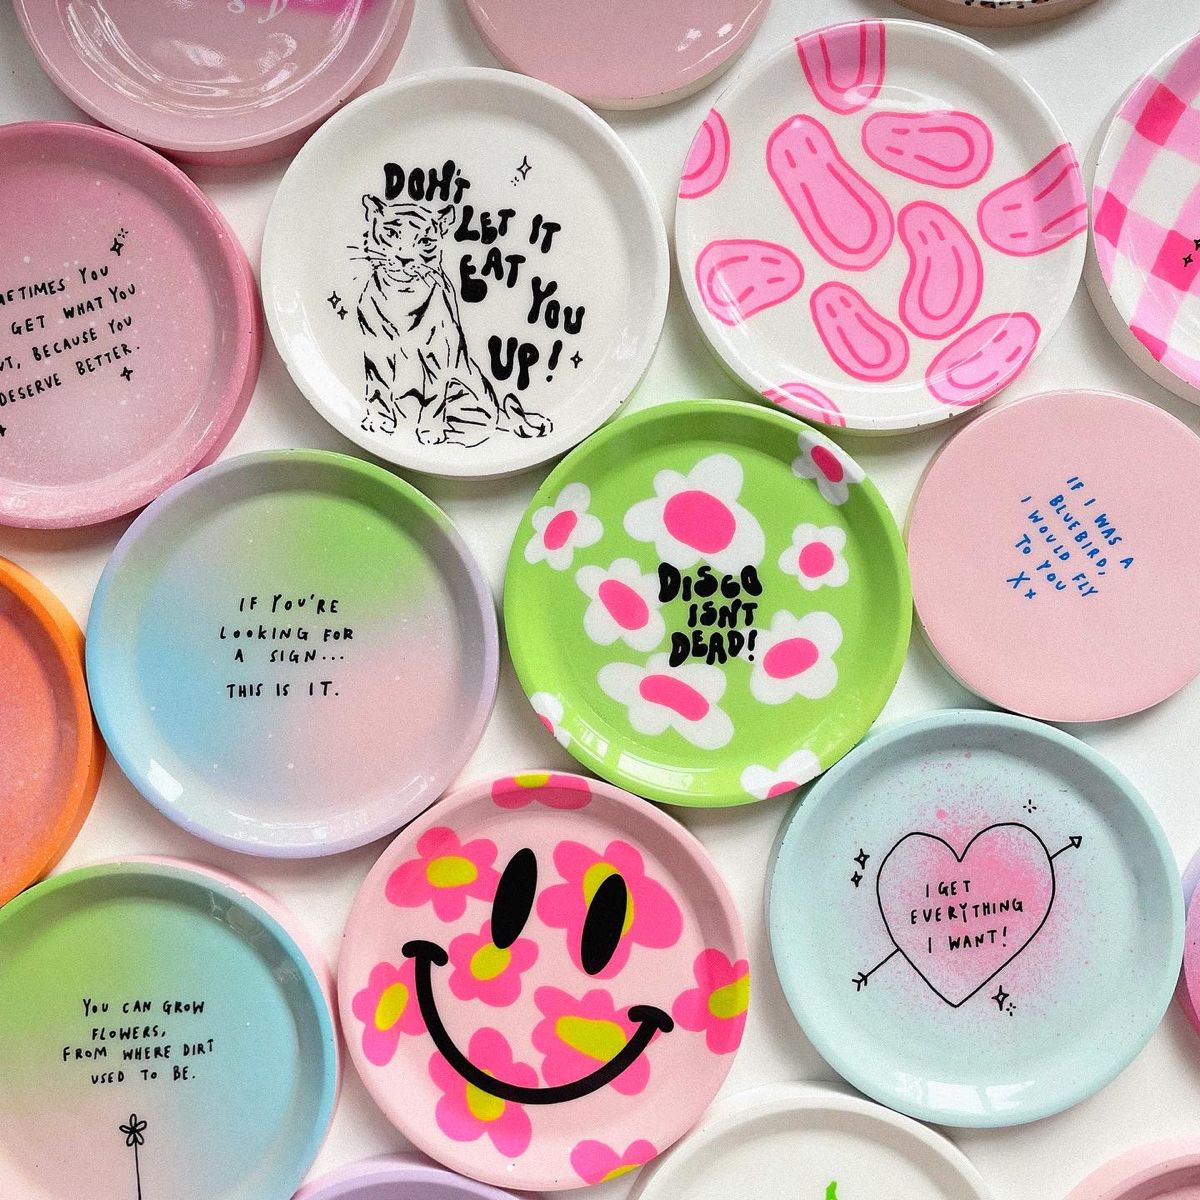 DON'T
LET IT
EAT YOU
UP!
METIMES YOU
GET WHAT YOU
NT, BECAUSE YOU
DESERVE BETTER.
IF I WAS A
BLUEBIRD,
I WOULD FLY
TO YOU
X x
IF YOU'RE
LOOKING FOR
A SIGN...
THIS IS IT.
DISCO
ISN'T
DEAD!
I GET
EVERYTHING
I WANT!
YOU CAN GROW
FLOWERS,
FROM WHERE DIRT
USED TO BE.